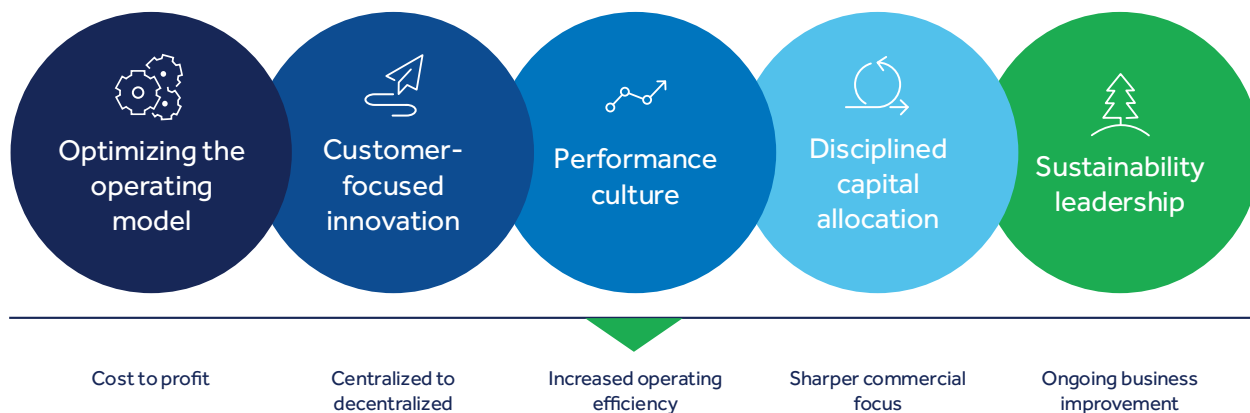 Optimizing the
operating
model
Customer-
focused
innovation
Performance
culture
Disciplined
capital
allocation
Sustainability
leadership
Cost to profit
Centralized to
decentralized
Increased operating
efficiency
Sharper commercial
focus
Ongoing business
improvement